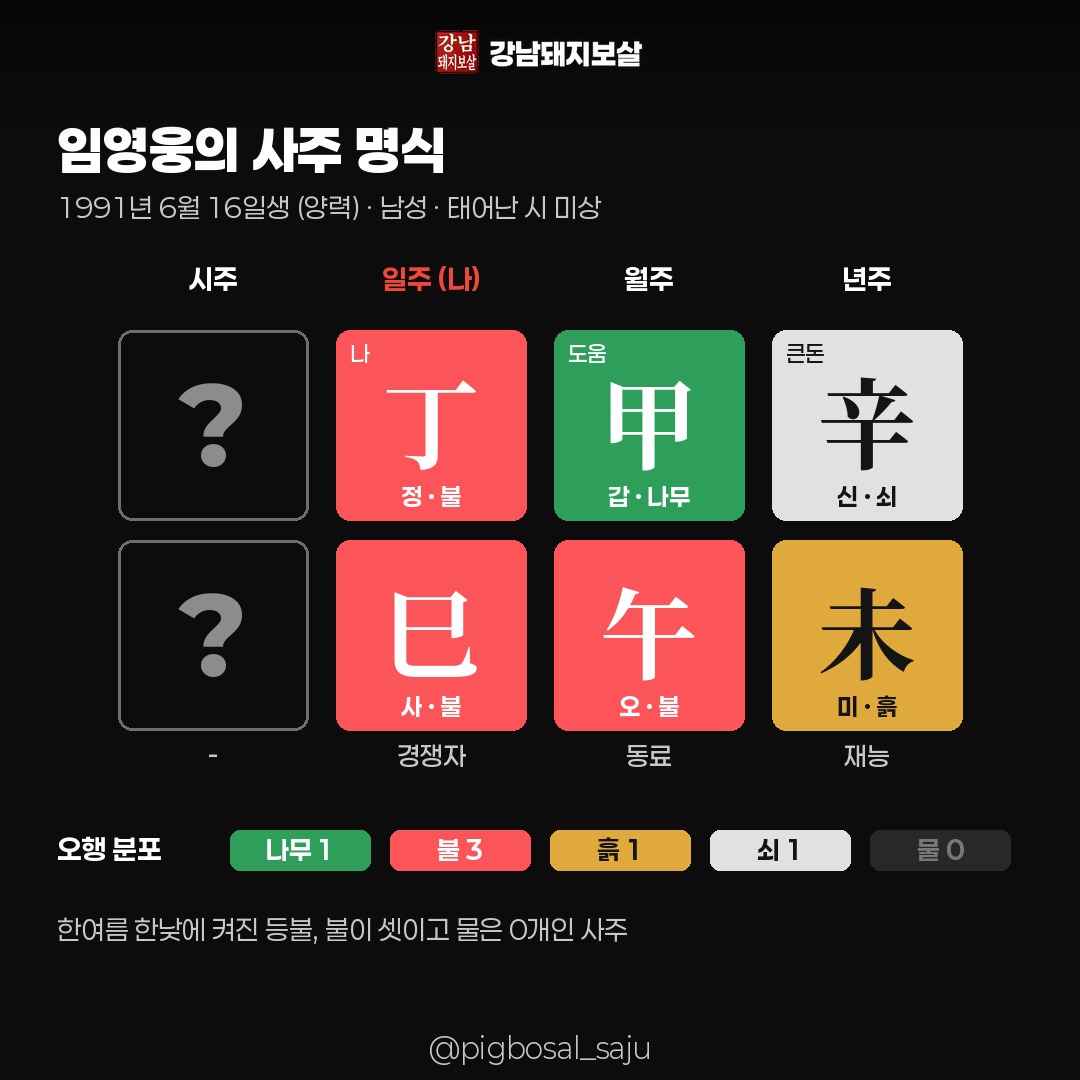 강남
돼지보살
강남돼지보살
임영웅의 사주 명식
1991년 6월 16일생 (양력) · 남성 · 태어난 시 미상
시주 일주 (나) 월주 년주
? 나 도움 큰돈
丁 甲 辛
정 · 불 갑 · 나무 신 · 쇠
? 巳 午 未
사 · 불 오 · 불 미 · 흙
- 경쟁자 동료 재능
오행 분포 나무 1 불 3 흙 1 쇠 1 물 0
한여름 한낮에 켜진 등불, 불이 셋이고 물은 0개인 사주
@pigbosal_saju